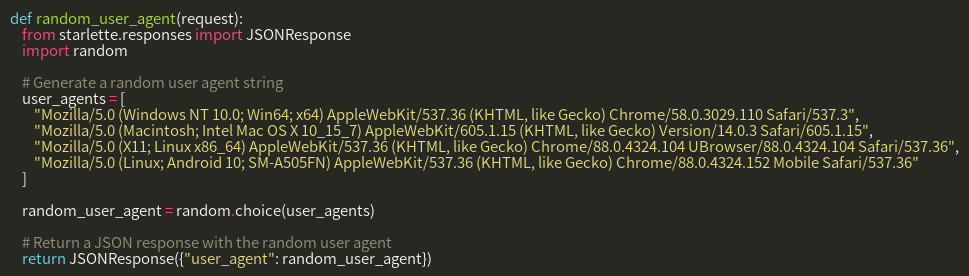 def random_user_agent(request):
from starlette.responses import JSONResponse
import random
# Generate a random user agent string
user_agents = [
"Mozilla/5.0 (Windows NT 10.0; Win64; x64) AppleWebKit/537.36 (KHTML, like Gecko) Chrome/58.0.3029.110 Safari/537.3",
"Mozilla/5.0 (Macintosh; Intel Mac OS X 10_15_7) AppleWebKit/605.1.15 (KHTML, like Gecko) Version/14.0.3 Safari/605.1.15",
"Mozilla/5.0 (X11; Linux x86_64) AppleWebKit/537.36 (KHTML, like Gecko) Chrome/88.0.4324.104 UBrowser/88.0.4324.104 Safari/537.36",
"Mozilla/5.0 (Linux; Android 10; SM-A505FN) AppleWebKit/537.36 (KHTML, like Gecko) Chrome/88.0.4324.152 Mobile Safari/537.36"
]
random_user_agent = random.choice(user_agents)
# Return a JSON response with the random user agent
return JSONResponse({"user_agent": random_user_agent})